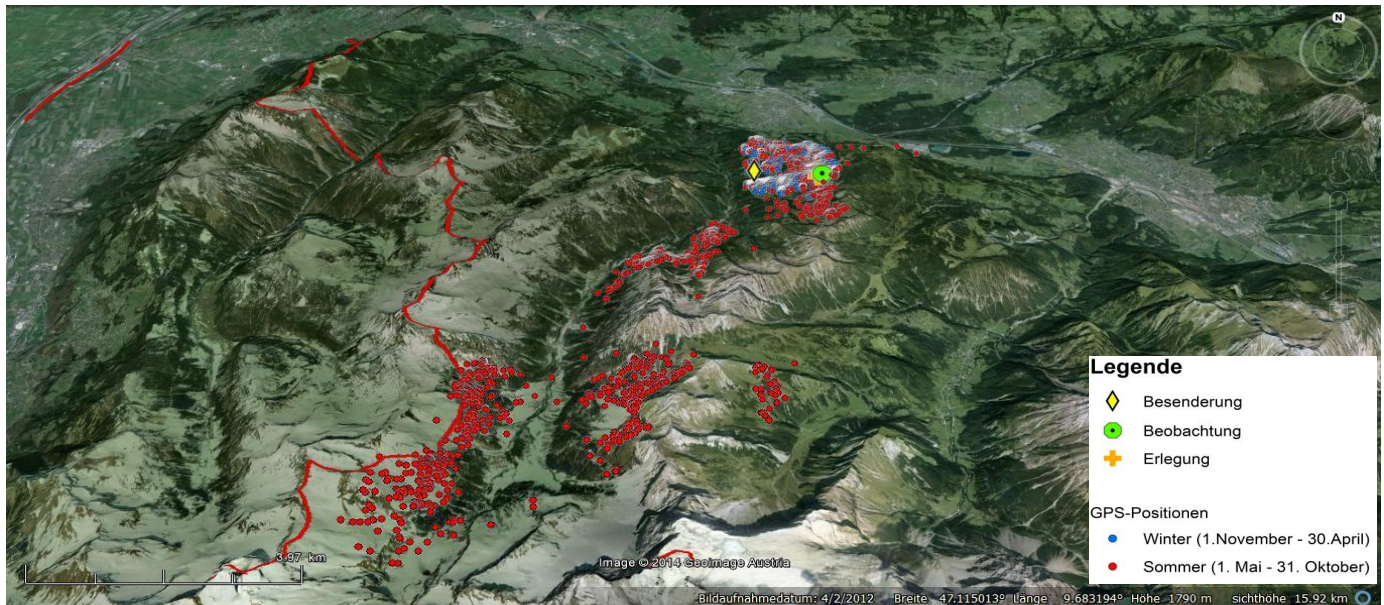 N
Legende
Besenderung
Beobachtung
Erlegung
GPS-Positionen
Winter (1.November - 30.April)
Sommer (1. Mai - 31. Oktober)
3.97 km
Image © 2014 Geoimage Austria
Bildaufnahmedatum: 4/2/2012 Breite 47.115013° Länge 9.683194° Höhe 1790 m sichthöhe 15.92 km